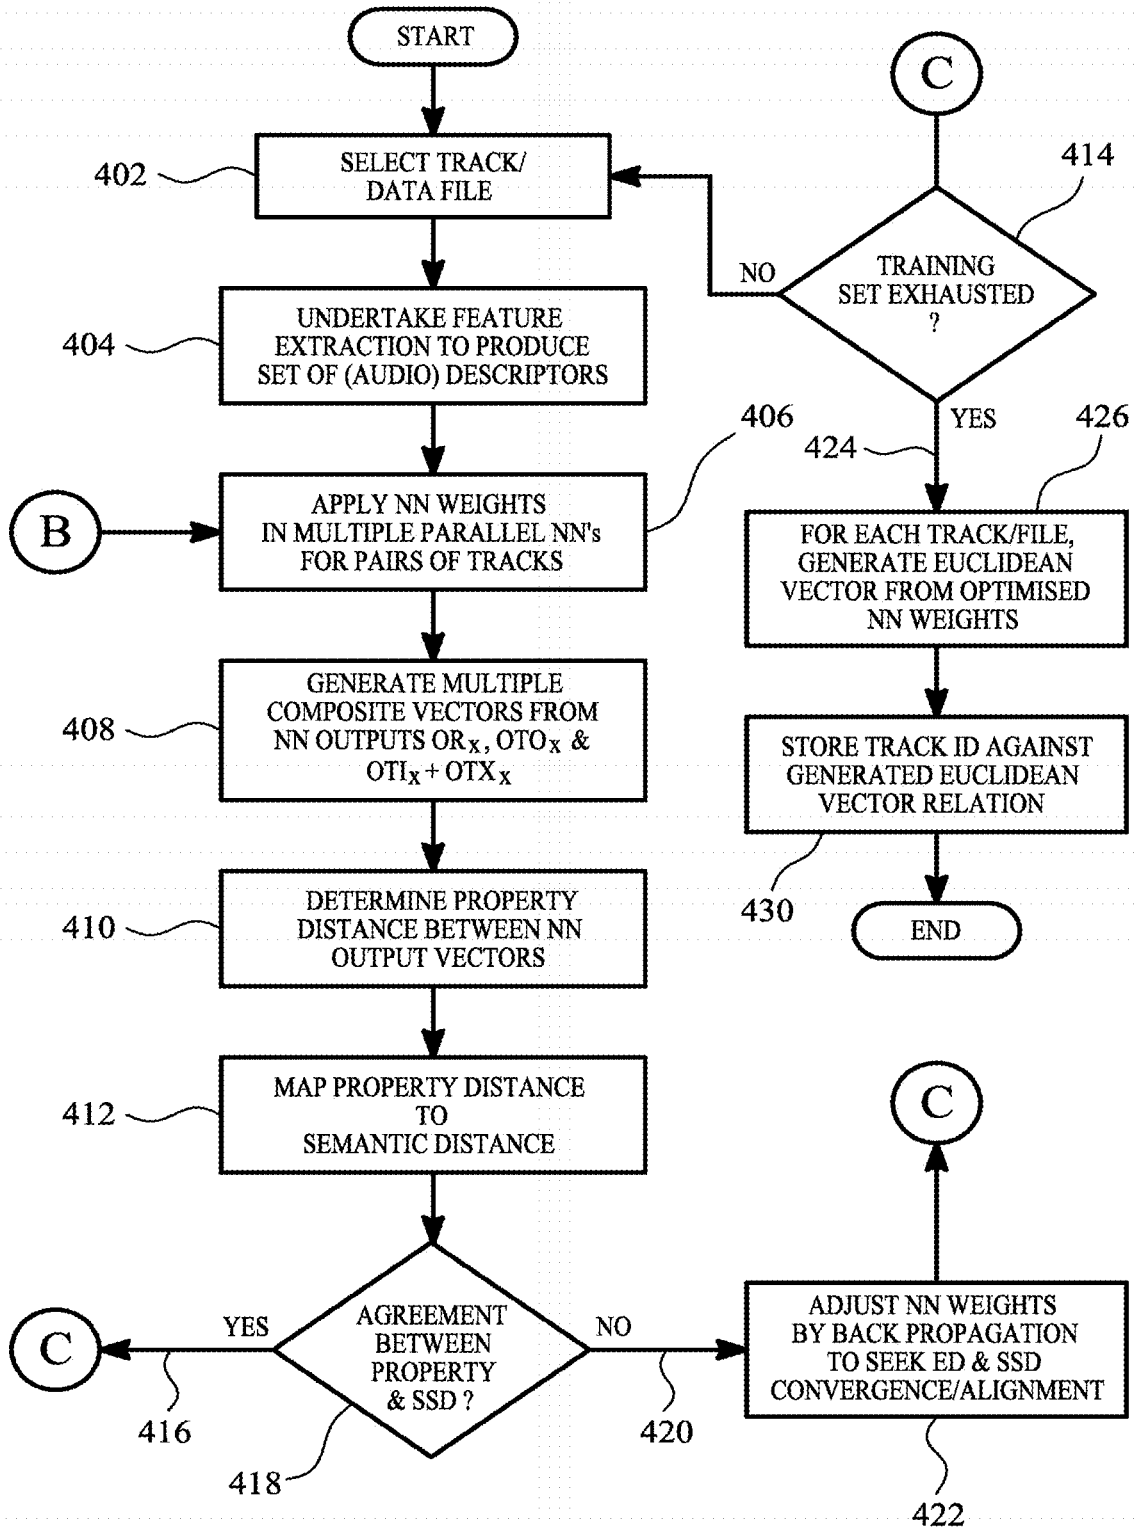 START
402
SELECT TRACK/
DATA FILE
404
UNDERTAKE FEATURE
EXTRACTION TO PRODUCE
SET OF (AUDIO) DESCRIPTORS
406
B
APPLY NN WEIGHTS
IN MULTIPLE PARALLEL NN's
FOR PAIRS OF TRACKS
408
GENERATE MULTIPLE
COMPOSITE VECTORS FROM
NN OUTPUTS ORX, OTOX &
OTIX + OTXX
410
DETERMINE PROPERTY
DISTANCE BETWEEN NN
OUTPUT VECTORS
412
MAP PROPERTY DISTANCE
TO
SEMANTIC DISTANCE
AGREEMENT
BETWEEN
PROPERTY
& SSD ?
418
YES
416
C
NO
420
ADJUST NN WEIGHTS
BY BACK PROPAGATION
TO SEEK ED & SSD
CONVERGENCE/ALIGNMENT
422
C
C
414
TRAINING
SET EXHAUSTED
?
NO
YES
424
426
FOR EACH TRACK/FILE,
GENERATE EUCLIDEAN
VECTOR FROM OPTIMISED
NN WEIGHTS
STORE TRACK ID AGAINST
GENERATED EUCLIDEAN
VECTOR RELATION
430
END